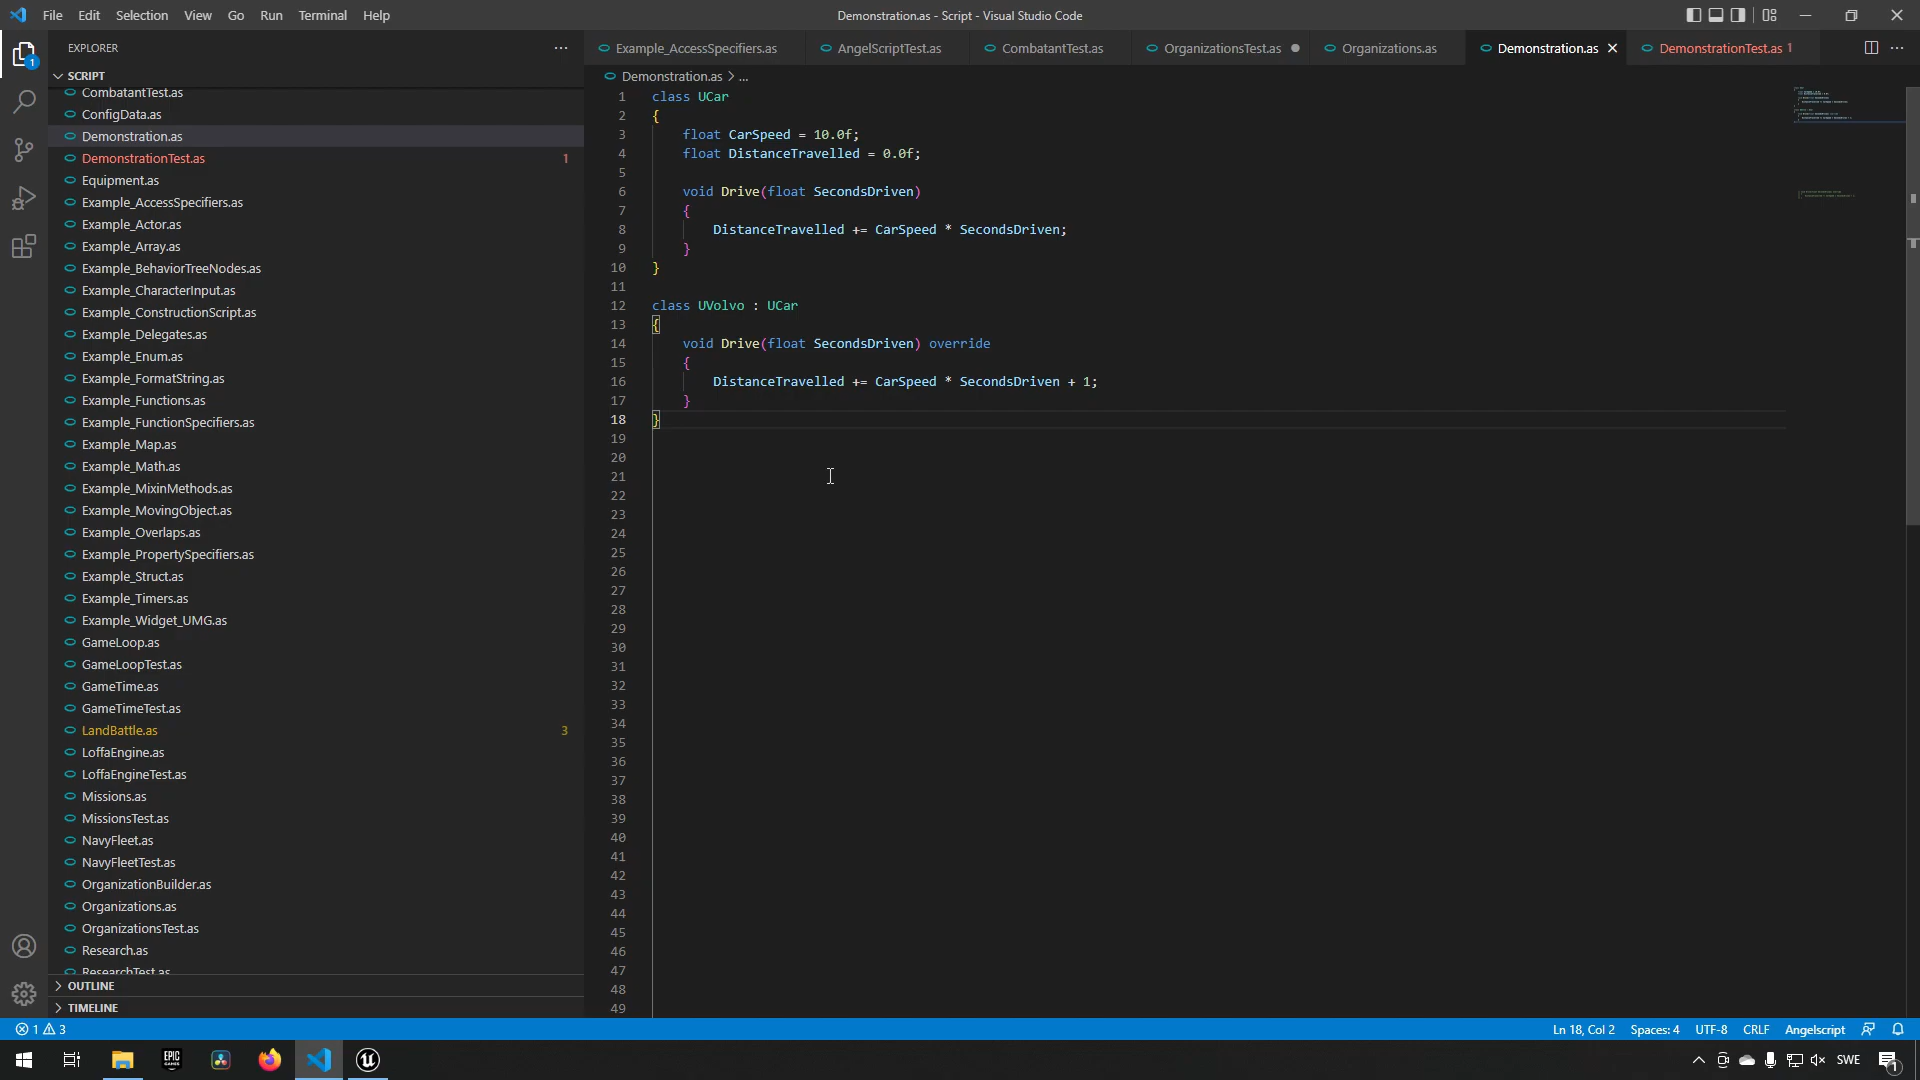 File Edit Selection View Go Run Terminal Help
Demonstration.as - Script - Visual Studio Code
EXPLORER
SCRIPT
CombatantTest.as
ConfigData.as
Demonstration.as
DemonstrationTest.as 1
Equipment.as
Example_AccessSpecifiers.as
Example_Actor.as
Example_Array.as
Example_BehaviorTreeNodes.as
Example_CharacterInput.as
Example_ConstructionScript.as
Example_Delegates.as
Example_Enum.as
Example_FormatString.as
Example_Functions.as
Example_FunctionSpecifiers.as
Example_Map.as
Example_Math.as
Example_MixinMethods.as
Example_MovingObject.as
Example_Overlaps.as
Example_PropertySpecifiers.as
Example_Struct.as
Example_Timers.as
Example_Widget_UMG.as
GameLoop.as
GameLoopTest.as
GameTime.as
GameTimeTest.as
LandBattle.as 3
LoffaEngine.as
LoffaEngineTest.as
Missions.as
MissionsTest.as
NavyFleet.as
NavyFleetTest.as
OrganizationBuilder.as
Organizations.as
OrganizationsTest.as
Research.as
ResearchTest.as
OUTLINE
TIMELINE
Example_AccessSpecifiers.as AngelScriptTest.as CombatantTest.as OrganizationsTest.as Organizations.as Demonstration.as DemonstrationTest.as 1
Demonstration.as > ...
1 class UCar
2 {
3 float CarSpeed = 10.0f;
4 float DistanceTravelled = 0.0f;
5
6 void Drive(float SecondsDriven)
7 {
8 DistanceTravelled += CarSpeed * SecondsDriven;
9 }
10 }
11
12 class UVolvo : UCar
13 {
14 void Drive(float SecondsDriven) override
15 {
16 DistanceTravelled += CarSpeed * SecondsDriven + 1;
17 }
18 }
19
20
21
22
23
24
25
26
27
28
29
30
31
32
33
34
35
36
37
38
39
40
41
42
43
44
45
46
47
48
49
1 3
Ln 18, Col 2 Spaces: 4 UTF-8 CRLF Angelscript
EPIC GAMES
SWE
1